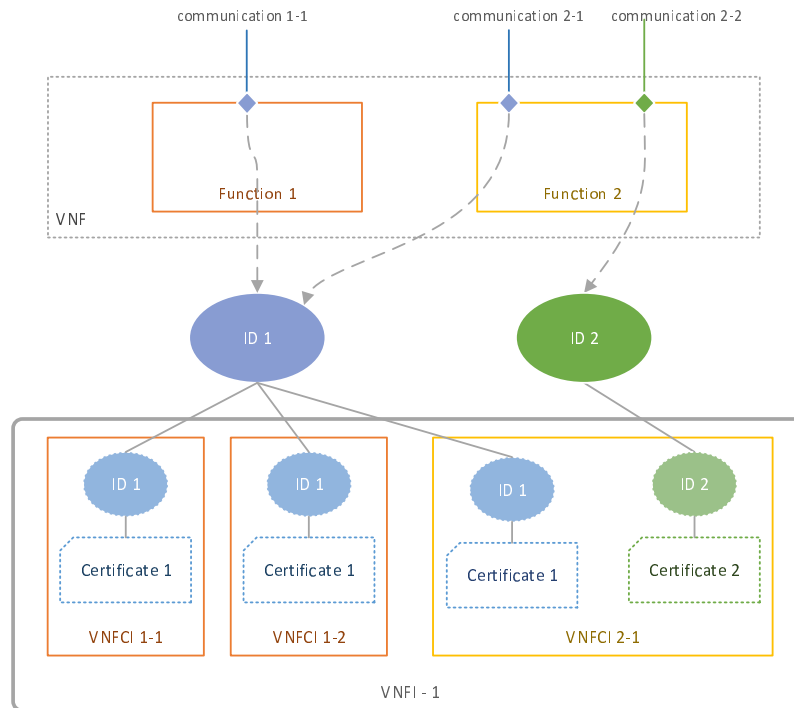 communication 1-1
communication 2-1
communication 2-2
Function 1
Function 2
VNF
ID 1
ID 2
ID 1
ID 1
ID 1
ID 2
Certificate 1
Certificate 1
Certificate 1
Certificate 2
VNFCI 1-1
VNFCI 1-2
VNFCI 2-1
VNFI - 1